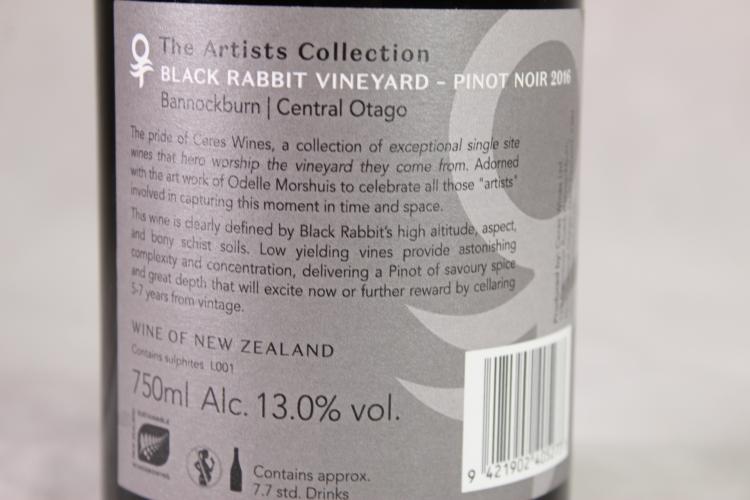 The Artists Collection
BLACK RABBIT VINEYARD – PINOT NOIR 2016
Bannockburn | Central Otago
The pride of Ceres Wines, a collection of exceptional single site
wines that hero worship the vineyard they come from. Adorned
with the art work of Odelle Morshuis to celebrate all those "artists"
involved in capturing this moment in time and space.
This wine is clearly defined by Black Rabbit's high altitude, aspect,
and bony schist soils. Low yielding vines provide astonishing
complexity and concentration, delivering a Pinot of savoury spice
and great depth that will excite now or further reward by cellaring
5-7 years from vintage.
WINE OF NEW ZEALAND
Contains sulphites L001
750ml Alc. 13.0% vol.
Contains approx.
7.7 std. Drinks
9 421902